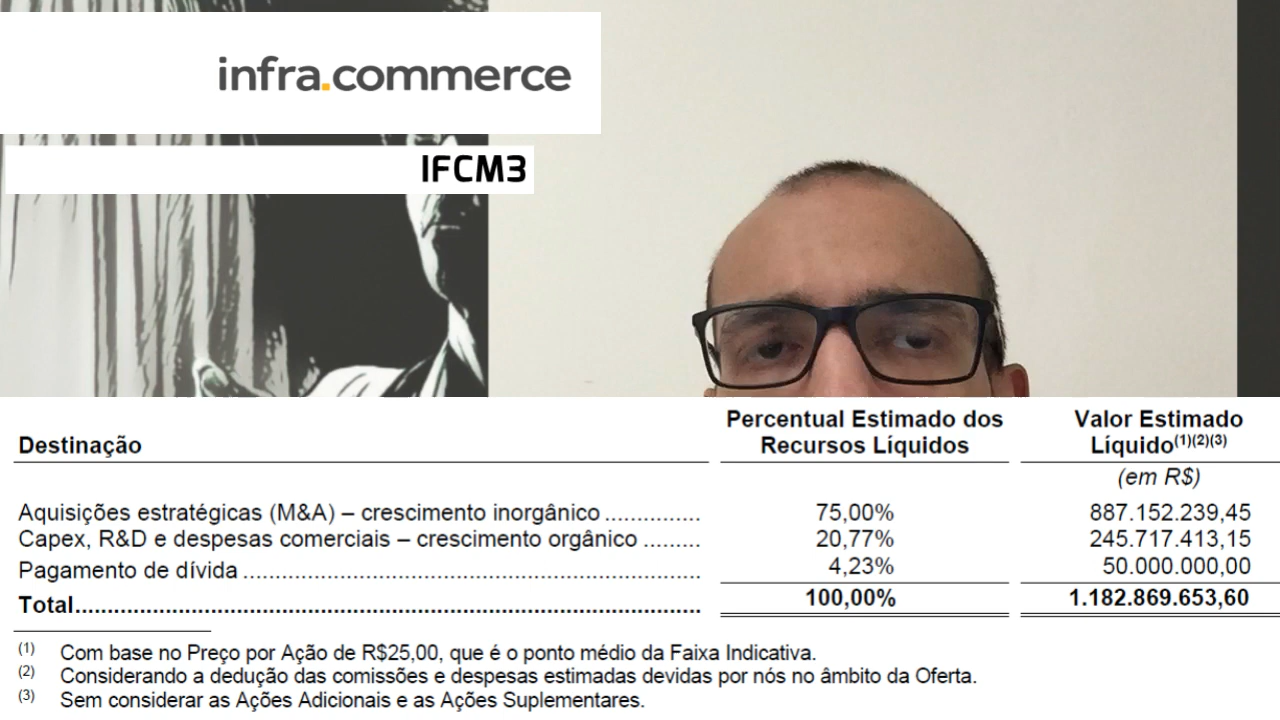 infra.commerce
IFCM3
Percentual Estimado dos Valor Estimado
Destinação Recursos Líquidos Líquido(1)(2)(3)
(em R$)
Aquisições estratégicas (M&A) – crescimento inorgânico ............... 75,00% 887.152.239,45
Capex, R&D e despesas comerciais – crescimento orgânico ......... 20,77% 245.717.413,15
Pagamento de dívida ....................................................................... 4,23% 50.000.000,00
Total.................................................................................................. 100,00% 1.182.869.653,60
(1) Com base no Preço por Ação de R$25,00, que é o ponto médio da Faixa Indicativa.
(2) Considerando a dedução das comissões e despesas estimadas devidas por nós no âmbito da Oferta.
(3) Sem considerar as Ações Adicionais e as Ações Suplementares.